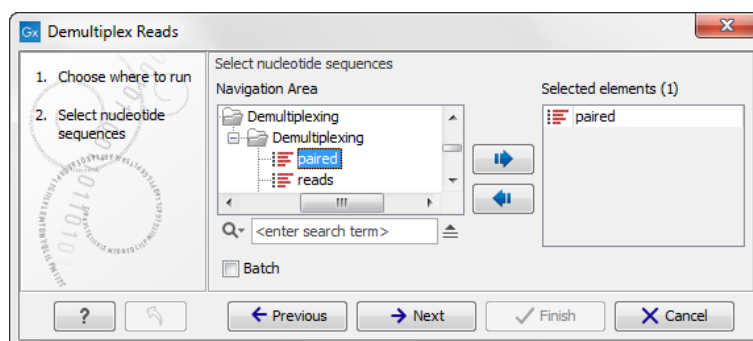 Gx Demultiplex Reads
1. Choose where to run
2. Select nucleotide
sequences
Select nucleotide sequences
Navigation Area
Demultiplexing
Demultiplexing
paired
reads
<enter search term>
Batch
Selected elements (1)
paired
?
Previous
Next
Finish
Cancel